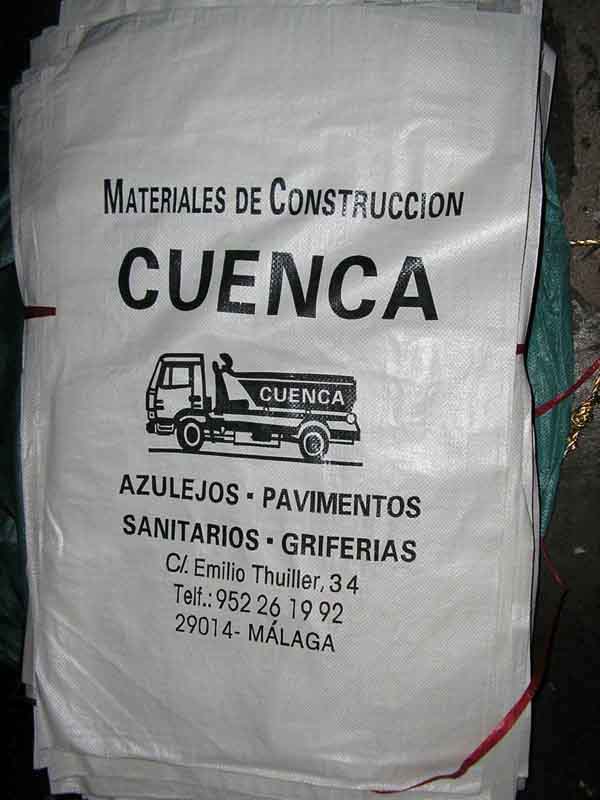 MATERIALES DE CONSTRUCCION
CUENCA
CUENCA
AZULEJOS ▪ PAVIMENTOS
SANITARIOS ▪ GRIFERIAS
C/. Emilio Thuiller, 34
Telf.: 952 26 19 92
29014- MÁLAGA